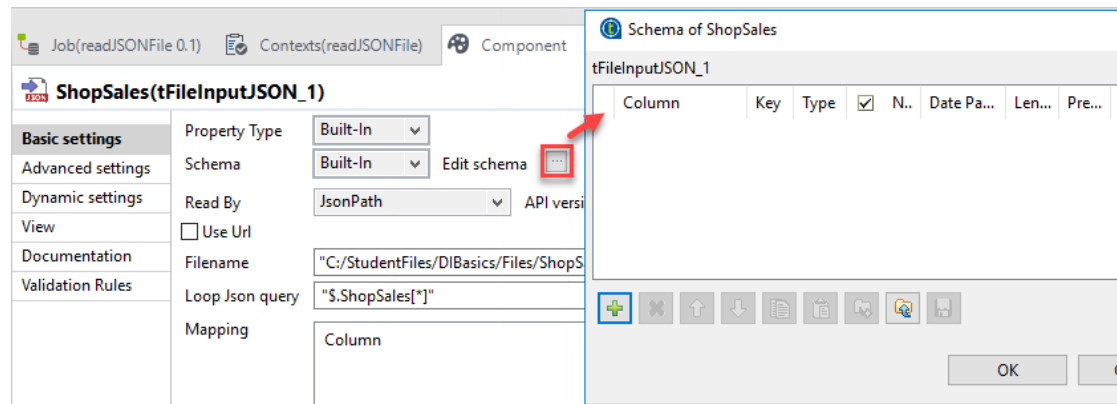 Job(readJSONFile 0.1) Contexts(readJSONFile) Component
ShopSales(tFileInputJSON_1)
Basic settings
Advanced settings
Dynamic settings
View
Documentation
Validation Rules
Property Type Built-In
Schema Built-In Edit schema ...
Read By JsonPath API versi
Use Url
Filename "C:/StudentFiles/DIBasics/Files/ShopS
Loop Json query "$.ShopSales[*]"
Mapping
Column
Schema of ShopSales
tFileInputJSON_1
Column Key Type N.. Date Pa... Len... Pre...
OK